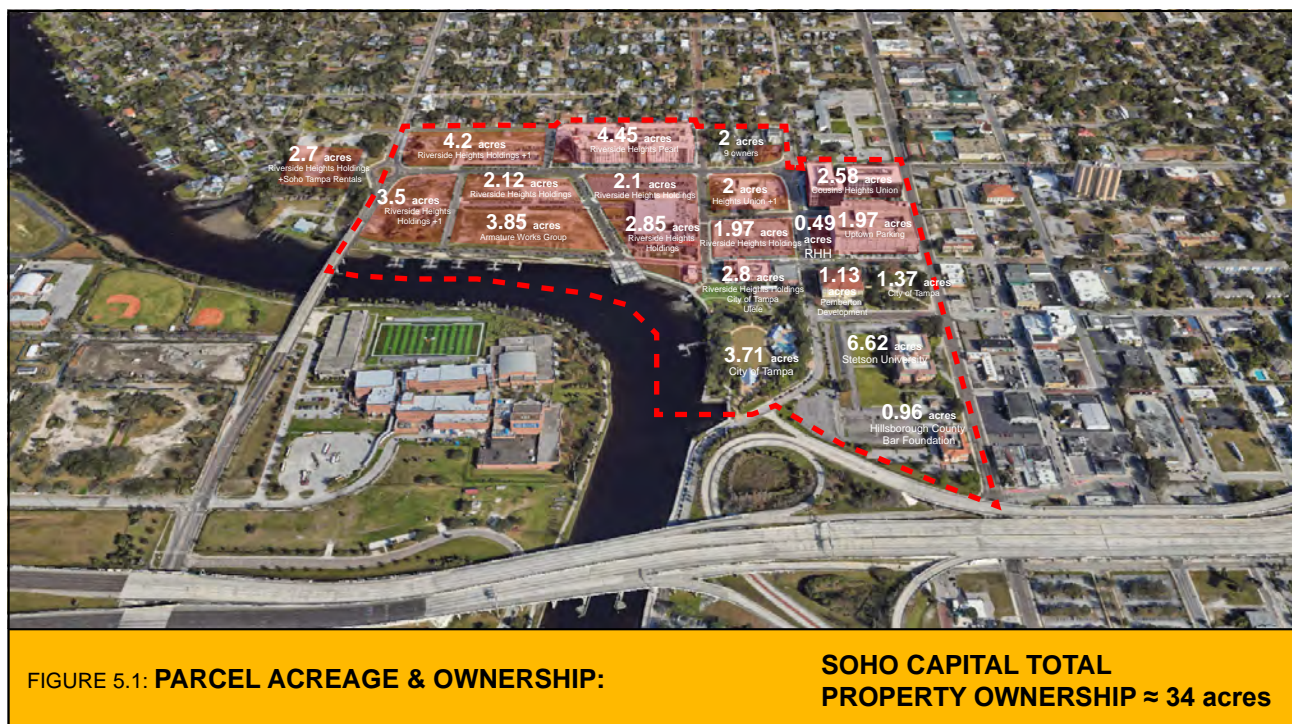 4.2 acres
Riverside Heights Holdings +1
4.45 acres
Riverside Heights Pearl
2 acres
9 owners
2.7 acres
Riverside Heights Holdings
+Soho Tampa Rentals
3.5 acres
Riverside Heights
Holdings +1
2.12 acres
Riverside Heights Holdings
2.1 acres
Riverside Heights Holdings
2 acres
Heights Union +1
2.58 acres
Cousins Heights Union
3.85 acres
Armature Works Group
2.85 acres
Riverside Heights
Holdings
1.97 acres
Riverside Heights Holdings
0.49
acres
RHH
1.97 acres
Uptown Parking
2.8 acres
Riverside Heights Holdings
City of Tampa
Ulele
1.13
acres
Pemberton
Development
1.37 acres
City of Tampa
3.71 acres
City of Tampa
6.62 acres
Stetson University
0.96 acres
Hillsborough County
Bar Foundation
FIGURE 5.1: PARCEL ACREAGE & OWNERSHIP:
SOHO CAPITAL TOTAL
PROPERTY OWNERSHIP ≈ 34 acres